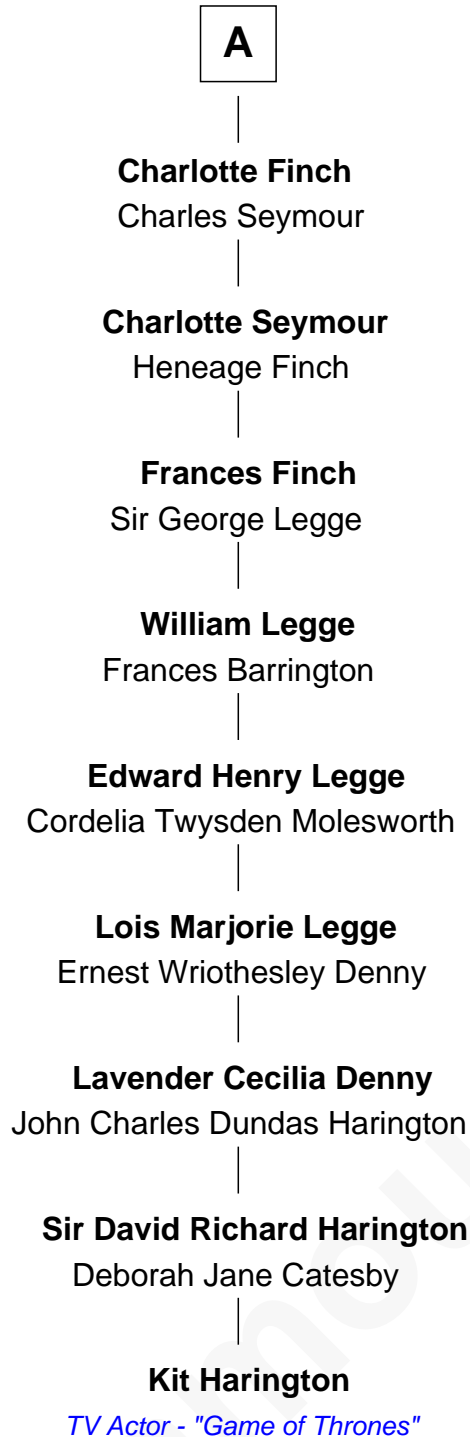 A
Charlotte Finch
Charles Seymour
Charlotte Seymour
Heneage Finch
Frances Finch
Sir George Legge
William Legge
Frances Barrington
Edward Henry Legge
Cordelia Twysden Molesworth
Lois Marjorie Legge
Ernest Wriothesley Denny
Lavender Cecilia Denny
John Charles Dundas Harington
Sir David Richard Harington
Deborah Jane Catesby
Kit Harington
TV Actor - "Game of Thrones"